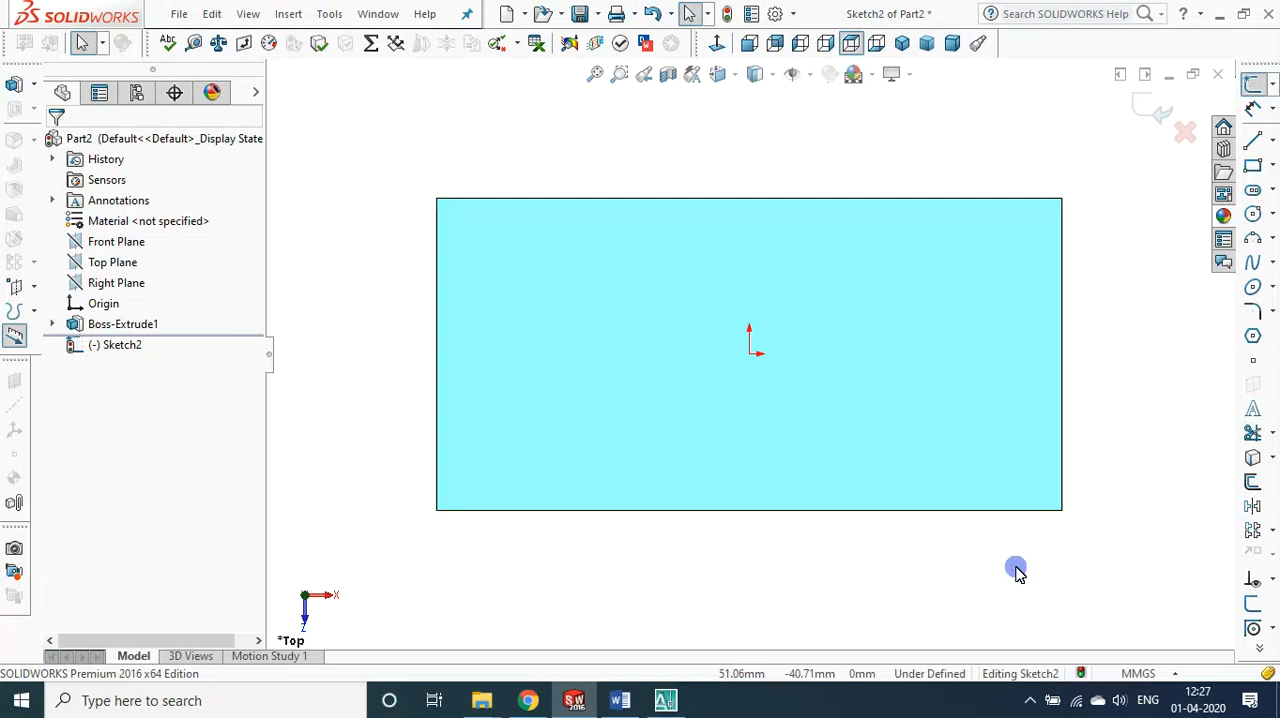 SOLIDWORKS
File
Edit
View
Insert
Tools
Window
Help
Sketch2 of Part2 *
Search SOLIDWORKS Help
Part2 (Default<<Default>_Display State
History
Sensors
Annotations
Material <not specified>
Front Plane
Top Plane
Right Plane
Origin
Boss-Extrude1
(-) Sketch2
X
Z
*Top
Model
3D Views
Motion Study 1
SOLIDWORKS Premium 2016 x64 Edition
51.06mm
-40.71mm
0mm
Under Defined
Editing Sketch2
MMGS
Type here to search
SW
2016
ENG
12:27
01-04-2020